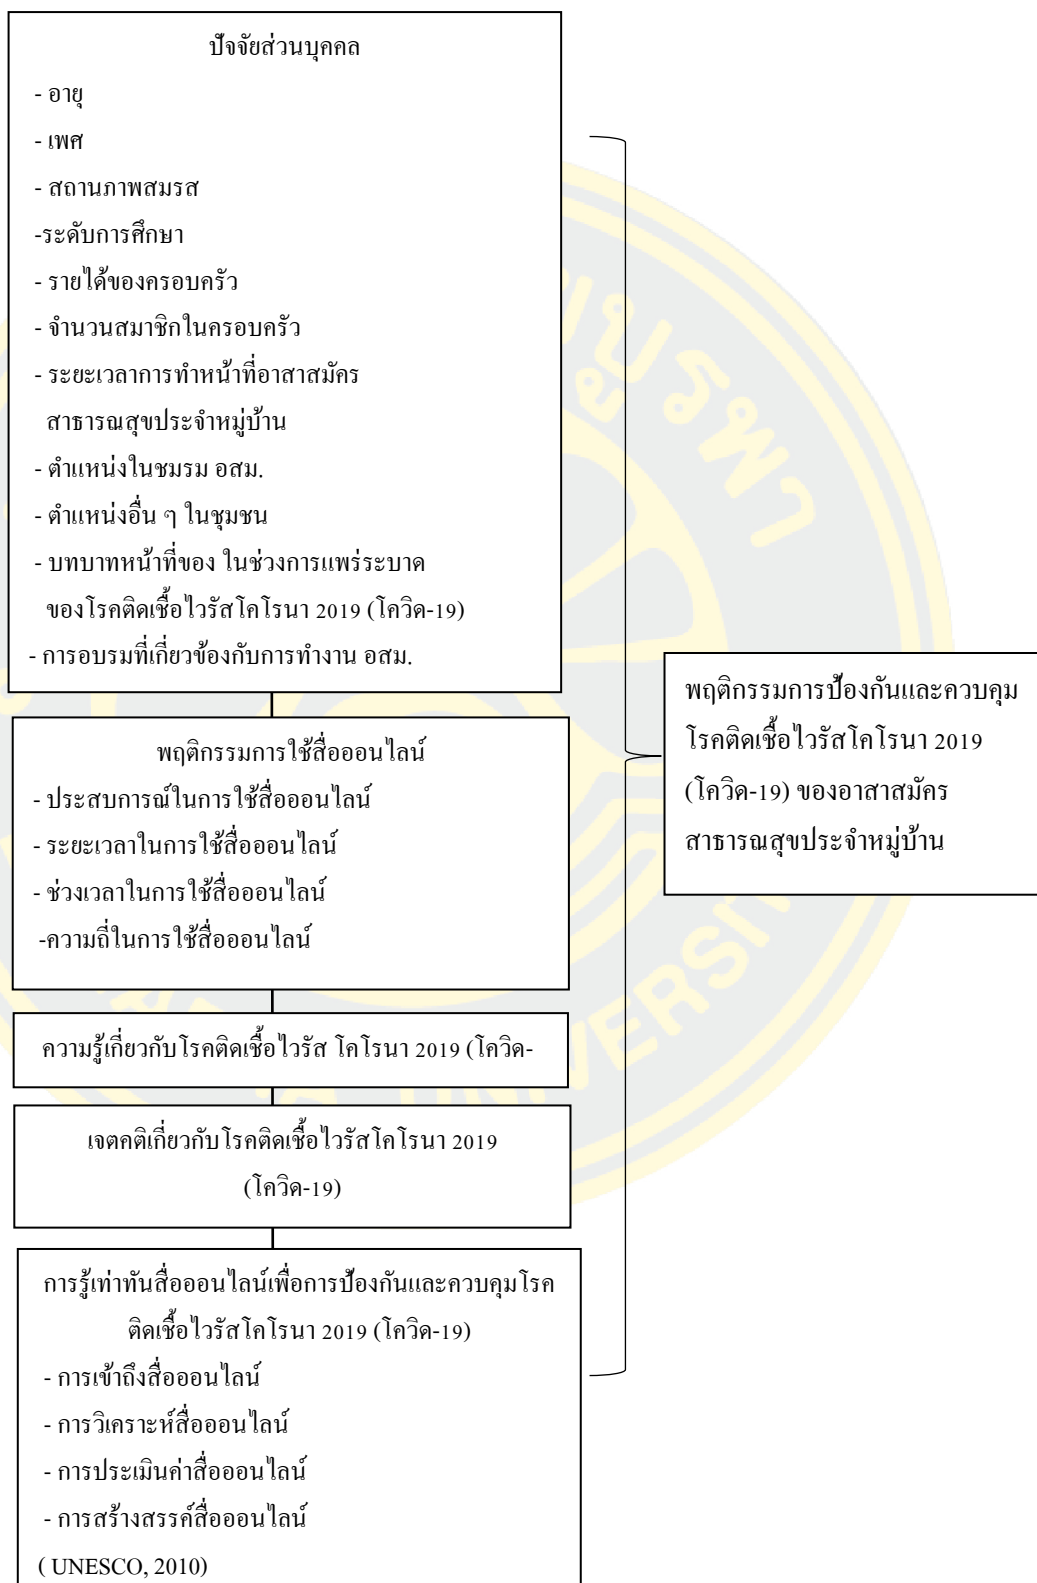 ปัจจัยส่วนบุคคล
- อายุ
- เพศ
- สถานภาพสมรส
-ระดับการศึกษา
- รายได้ของครอบครัว
- จำนวนสมาชิกในครอบครัว
- ระยะเวลาการทำหน้าที่อาสาสมัคร
สาธารณสุขประจำหมู่บ้าน
- ตำแหน่งในชมรม อสม.
- ตำแหน่งอื่น ๆ ในชุมชน
- บทบาทหน้าที่ของ ในช่วงการแพร่ระบาด
ของโรคติดเชื้อไวรัสโคโรนา 2019 (โควิด-19)
- การอบรมที่เกี่ยวข้องกับการทำงาน อสม.
พฤติกรรมการใช้สื่อออนไลน์
- ประสบการณ์ในการใช้สื่อออนไลน์
- ระยะเวลาในการใช้สื่อออนไลน์
- ช่วงเวลาในการใช้สื่อออนไลน์
-ความถี่ในการใช้สื่อออนไลน์
ความรู้เกี่ยวกับโรคติดเชื้อไวรัส โคโรนา 2019 (โควิด-
เจตคติเกี่ยวกับโรคติดเชื้อไวรัสโคโรนา 2019
(โควิด-19)
การรู้เท่าทันสื่อออนไลน์เพื่อการป้องกันและควบคุมโรค
ติดเชื้อไวรัสโคโรนา 2019 (โควิด-19)
- การเข้าถึงสื่อออนไลน์
- การวิเคราะห์สื่อออนไลน์
- การประเมินค่าสื่อออนไลน์
- การสร้างสรรค์สื่อออนไลน์
( UNESCO, 2010)
พฤติกรรมการป้องกันและควบคุม
โรคติดเชื้อไวรัสโคโรนา 2019
(โควิด-19) ของอาสาสมัคร
สาธารณสุขประจำหมู่บ้าน